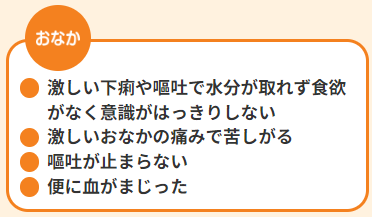 おなか
激しい下痢や嘔吐で水分が取れず食欲
がなく意識がはっきりしない
激しいおなかの痛みで苦しがる
嘔吐が止まらない
便に血がまじった